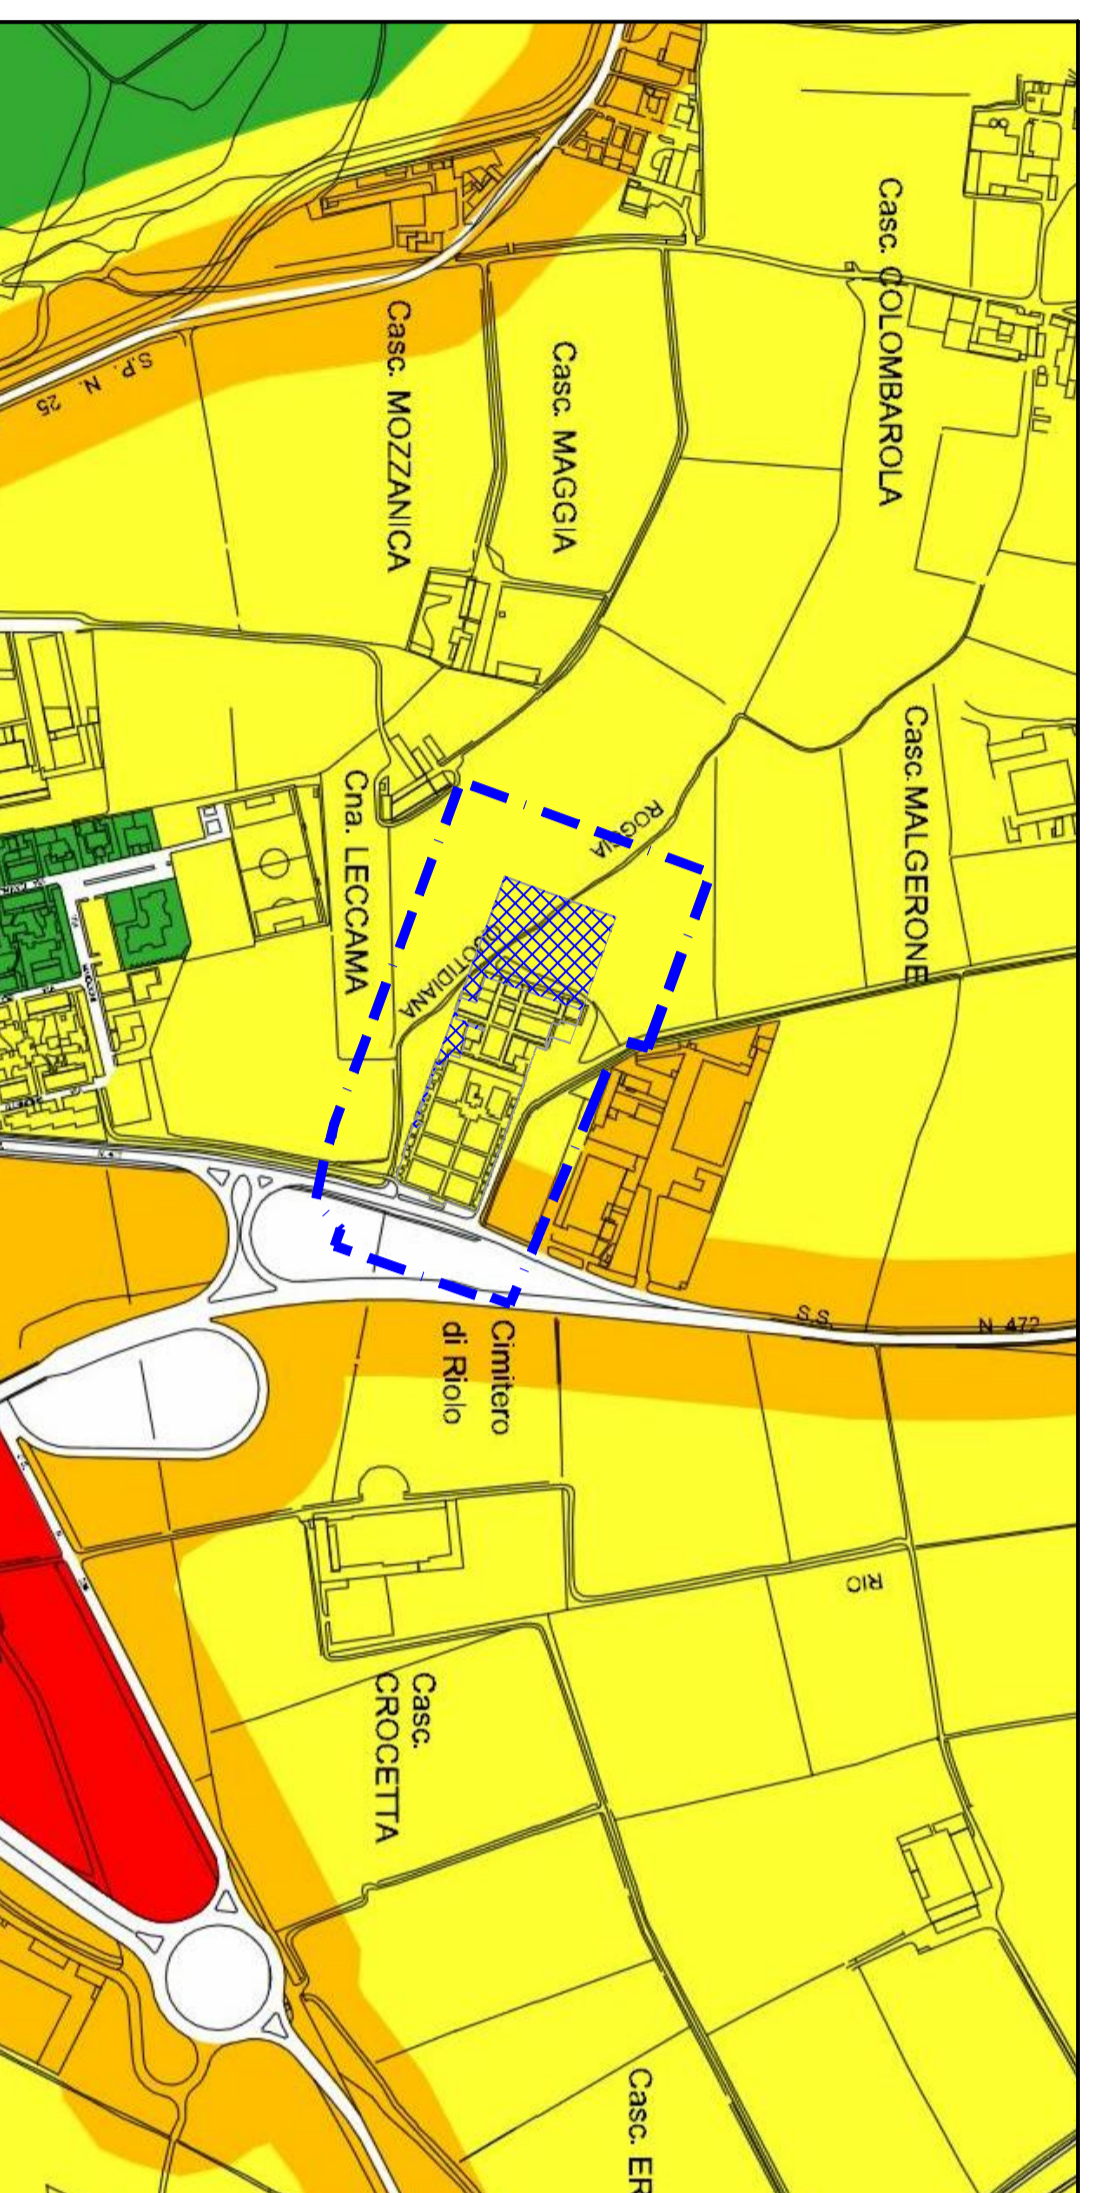 Casc. COLOMBAROLA
Casc. MAGGIA
Casc. MOZZANICA
S.P. N. 25
Casc. MALGERONE
Cna. LECCAMA
ROGGIA
QUOTIDIANA
S.S.
N 472
Cimitero
di Riolo
RIO
Casc.
CROCETTA
Casc. ER